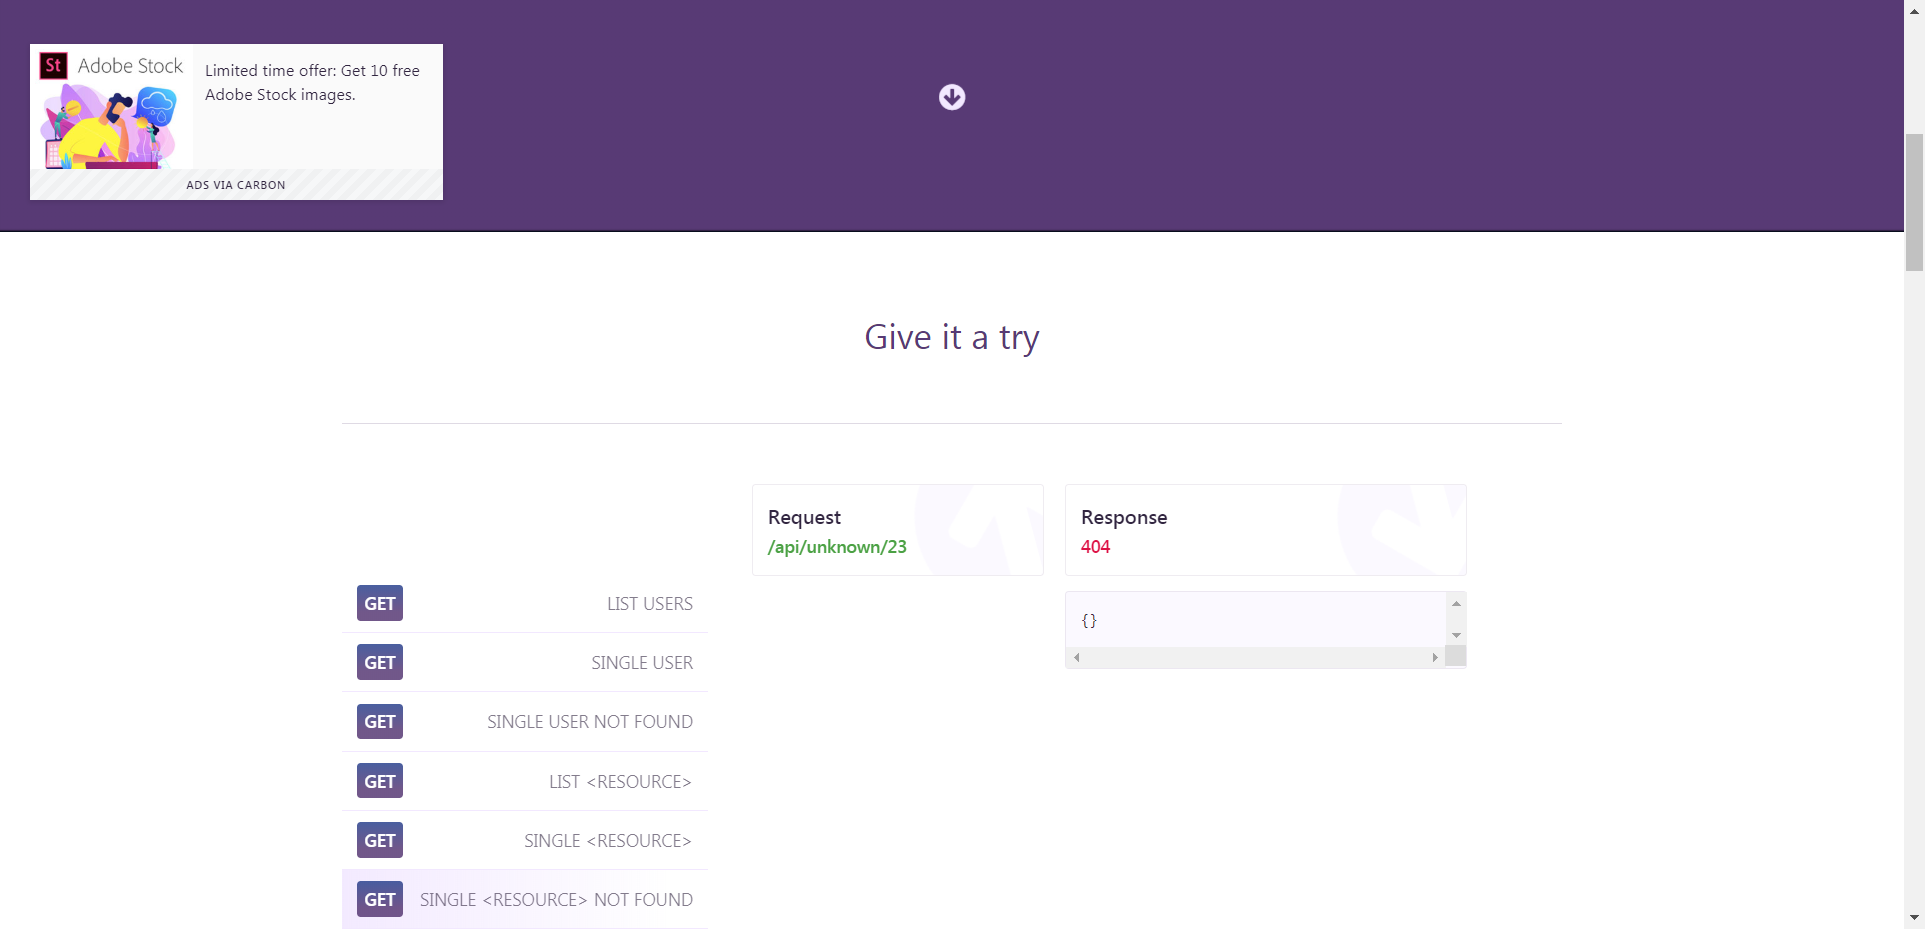 St Adobe Stock
Limited time offer: Get 10 free
Adobe Stock images.
ADS VIA CARBON
Give it a try
Request
/api/unknown/23
Response
404
{}
GET LIST USERS
GET SINGLE USER
GET SINGLE USER NOT FOUND
GET LIST <RESOURCE>
GET SINGLE <RESOURCE>
GET SINGLE <RESOURCE> NOT FOUND